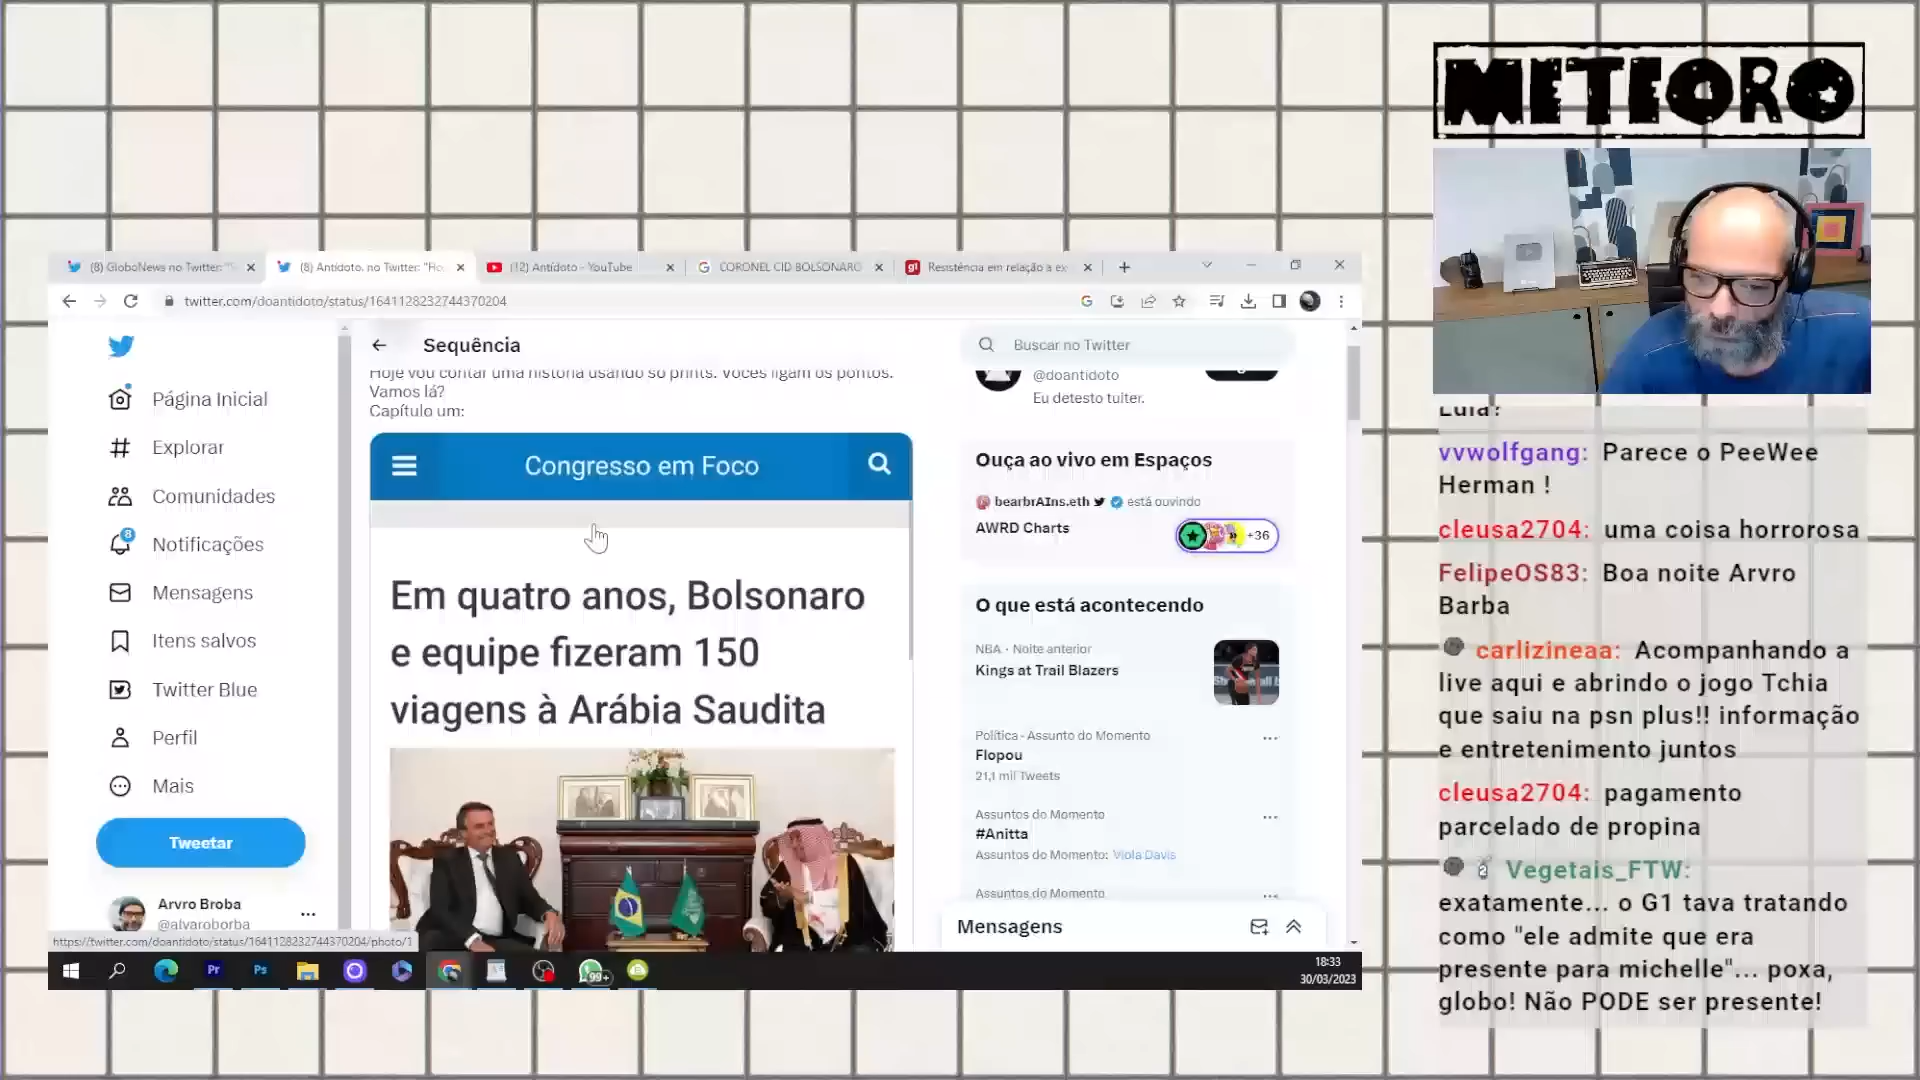 METEORO
(8) GloboNews no Twitter: "
(8) Antídoto. no Twitter: "Ho
(12) Antídoto - YouTube
CORONEL CID BOLSONARO
g1
Resistência em relação a ex
twitter.com/doantidoto/status/1641128232744370204
Página Inicial
Explorar
Comunidades
8
Notificações
Mensagens
Itens salvos
Twitter Blue
Perfil
Mais
Tweetar
Arvro Broba
@alvaroborba
https://twitter.com/doantidoto/status/1641128232744370204/photo/1
Sequência
Hoje vou contar uma história usando só prints. Vocês ligam os pontos.
Vamos lá?
Capítulo um:
Congresso em Foco
Em quatro anos, Bolsonaro
e equipe fizeram 150
viagens à Arábia Saudita
Buscar no Twitter
@doantidoto
Eu detesto tuiter.
Ouça ao vivo em Espaços
bearbrAIns.eth está ouvindo
AWRD Charts
+36
O que está acontecendo
NBA · Noite anterior
Kings at Trail Blazers
Política · Assunto do Momento
Flopou
21,1 mil Tweets
Assuntos do Momento
#Anitta
Assuntos do Momento: Viola Davis
Assuntos do Momento
Mensagens
Pr
Ps
99+
18:33
30/03/2023
Lula?
vvwolfgang: Parece o PeeWee
Herman !
cleusa2704: uma coisa horrorosa
FelipeOS83: Boa noite Arvro
Barba
carlizineaa: Acompanhando a
live aqui e abrindo o jogo Tchia
que saiu na psn plus!! informação
e entretenimento juntos
cleusa2704: pagamento
parcelado de propina
Vegetais_FTW:
exatamente... o G1 tava tratando
como "ele admite que era
presente para michelle"... poxa,
globo! Não PODE ser presente!